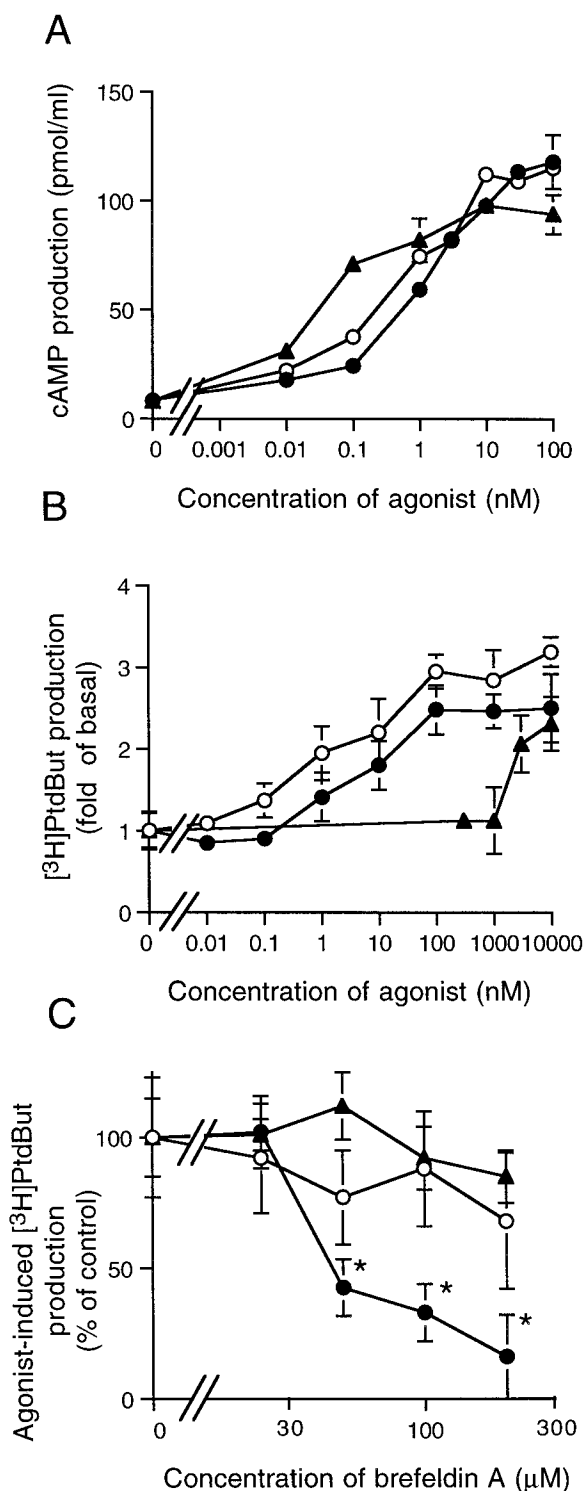 A
cAMP production (pmol/ml)
150
100
50
0
0 0.001 0.01 0.1 1 10 100
Concentration of agonist (nM)
B
[³H]PtdBut production
(fold of basal)
4
3
2
1
0
0 0.01 0.1 1 10 100 1000 10000
Concentration of agonist (nM)
C
Agonist-induced [³H]PtdBut
production
(% of control)
100
50
0
*
*
*
0 30 100 300
Concentration of brefeldin A (μM)